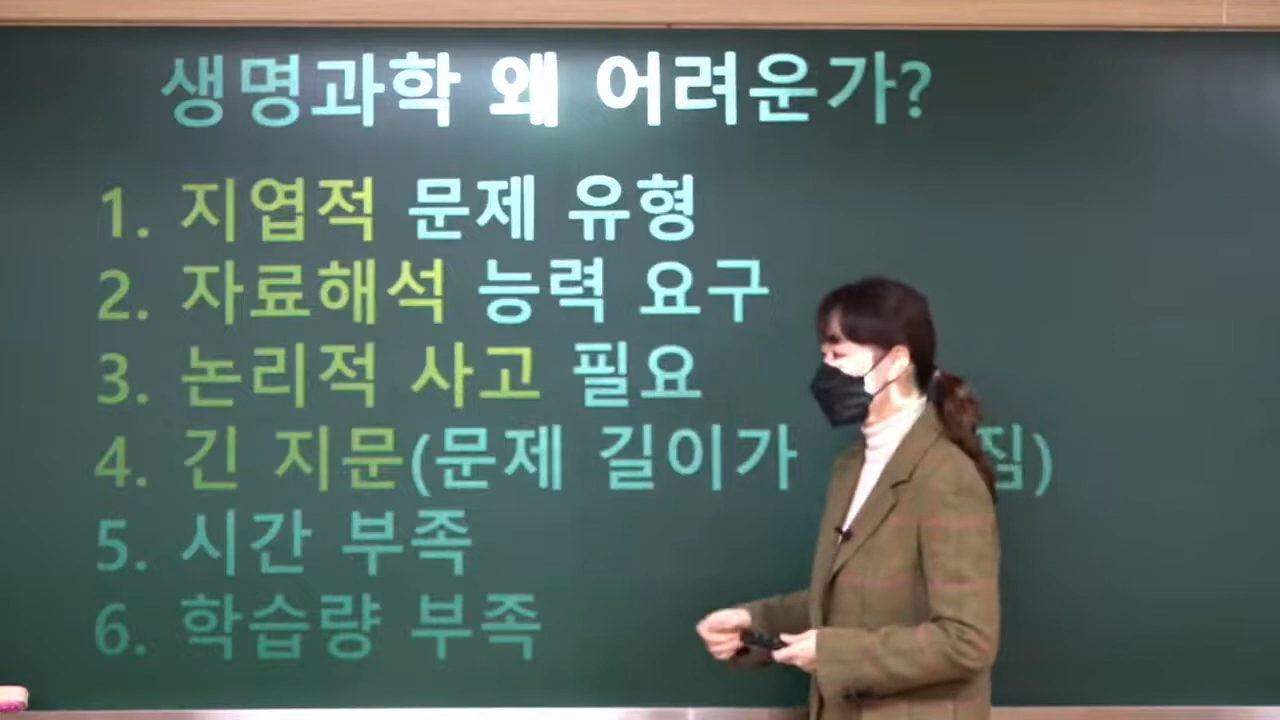 생명과학 왜 어려운가?
1. 지엽적 문제 유형
2. 자료해석 능력 요구
3. 논리적 사고 필요
4. 긴 지문(문제 길이가
5. 시간 부족
6. 학습량 부족